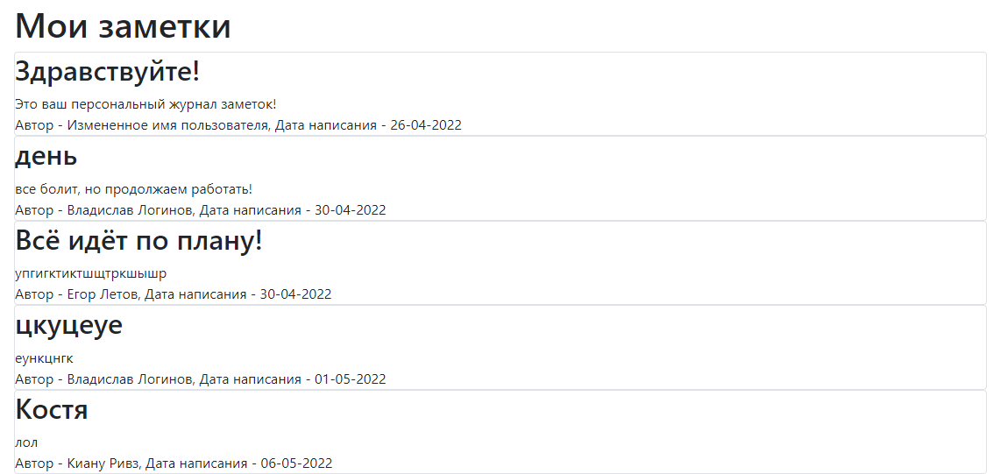 Мои заметки
Здравствуйте!
Это ваш персональный журнал заметок!
Автор - Измененное имя пользователя, Дата написания - 26-04-2022
день
все болит, но продолжаем работать!
Автор - Владислав Логинов, Дата написания - 30-04-2022
Всё идёт по плану!
упгигктиктшщтркшышр
Автор - Егор Летов, Дата написания - 30-04-2022
цкуцеуе
еункцнгк
Автор - Владислав Логинов, Дата написания - 01-05-2022
Костя
лол
Автор - Киану Ривз, Дата написания - 06-05-2022